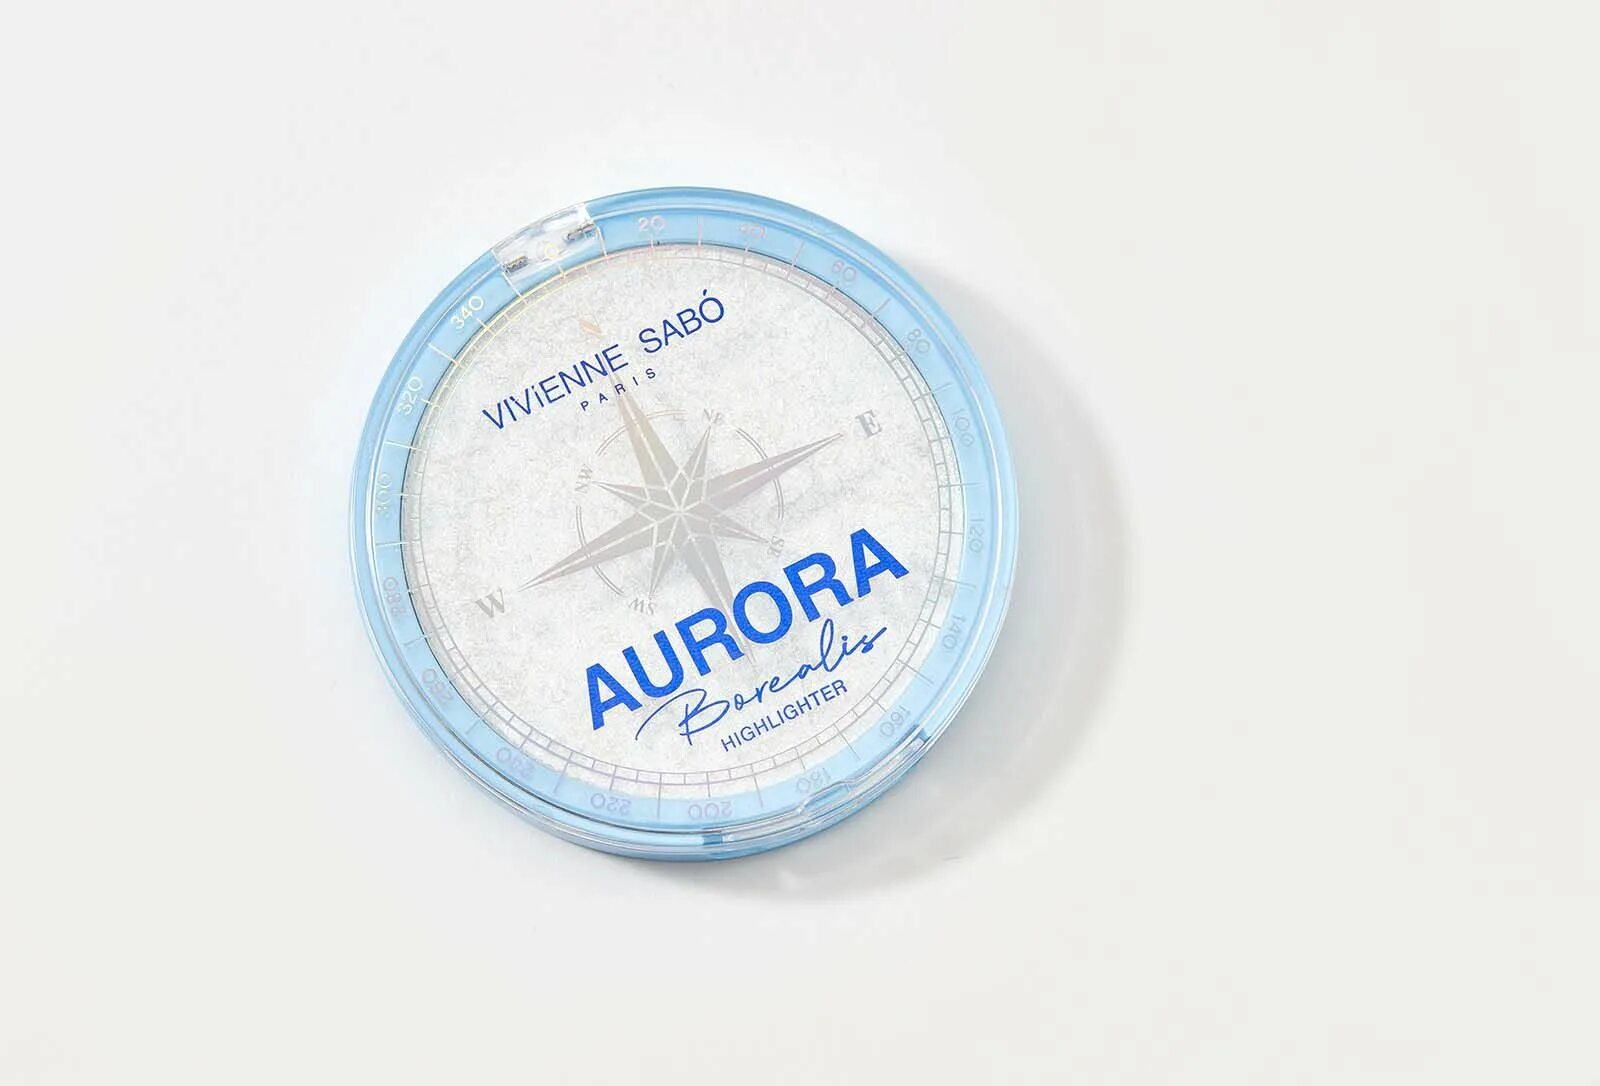 VIViENNE SABÓ
PARIS
N
NE
E
SE
SW
W
NW
AURORA
Borealis
HIGHLIGHTER
20
40
60
80
100
120
140
160
180
200
220
240
260
280
300
320
340